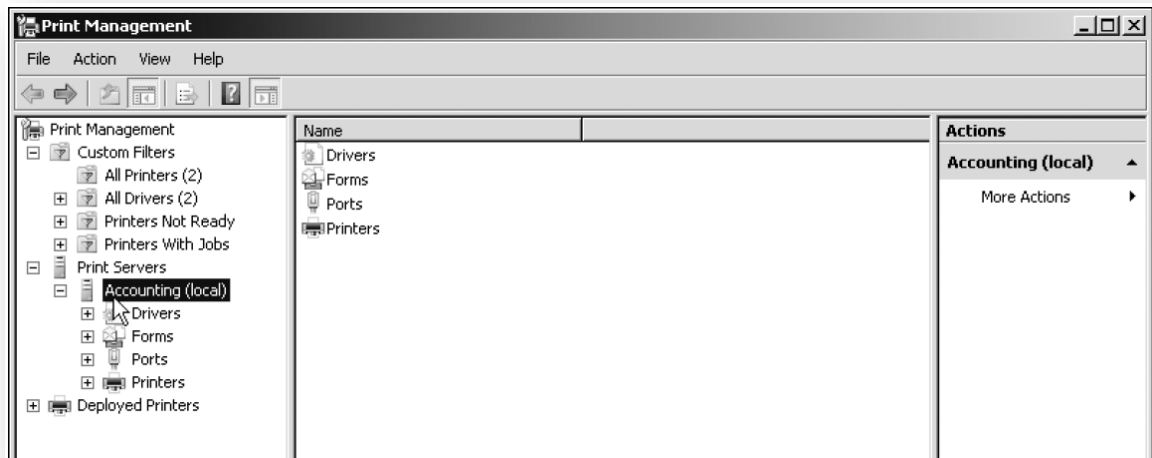 Print Management
File Action View Help
Print Management
Custom Filters
All Printers (2)
All Drivers (2)
Printers Not Ready
Printers With Jobs
Print Servers
Accounting (local)
Drivers
Forms
Ports
Printers
Deployed Printers
Name
Drivers
Forms
Ports
Printers
Actions
Accounting (local)
More Actions